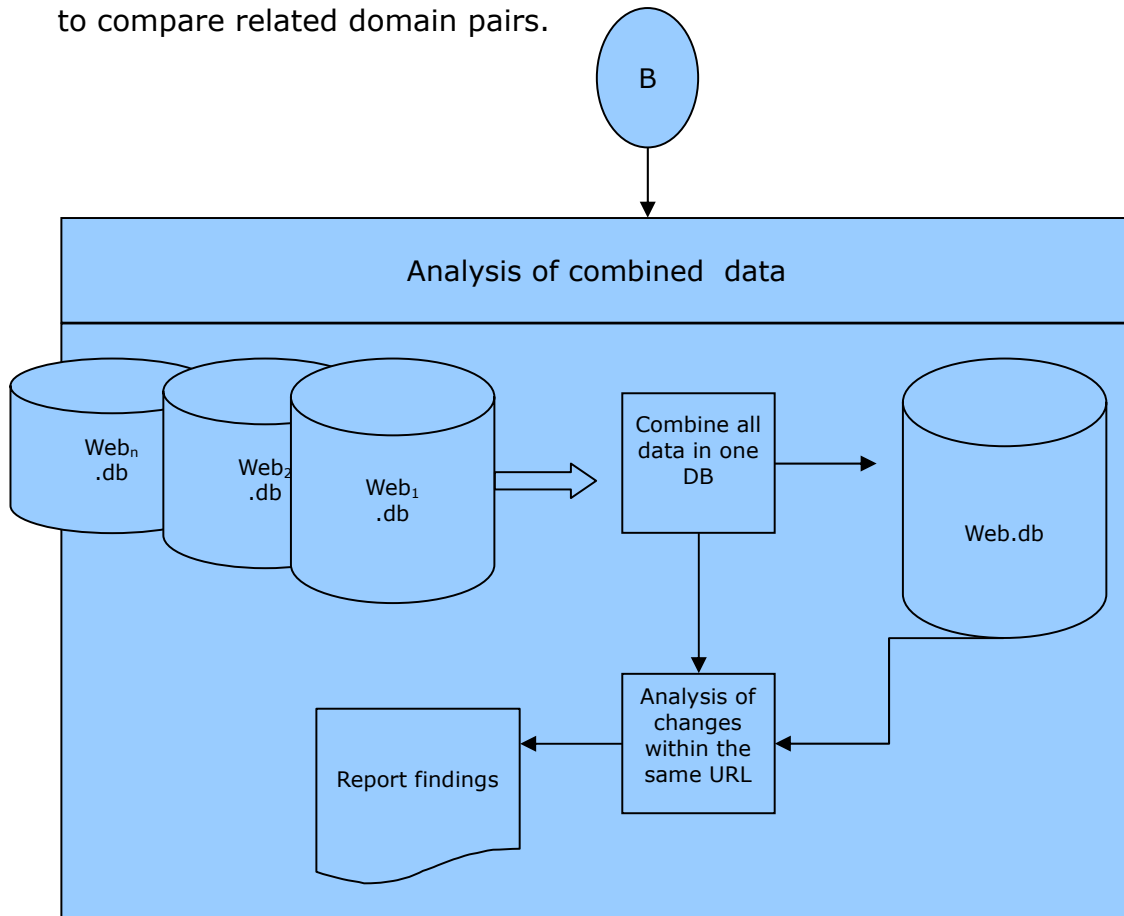 to compare related domain pairs.
B
Analysis of combined data
Webn
.db
Web2
.db
Web1
.db
Combine all
data in one
DB
Web.db
Analysis of
changes
within the
same URL
Report findings